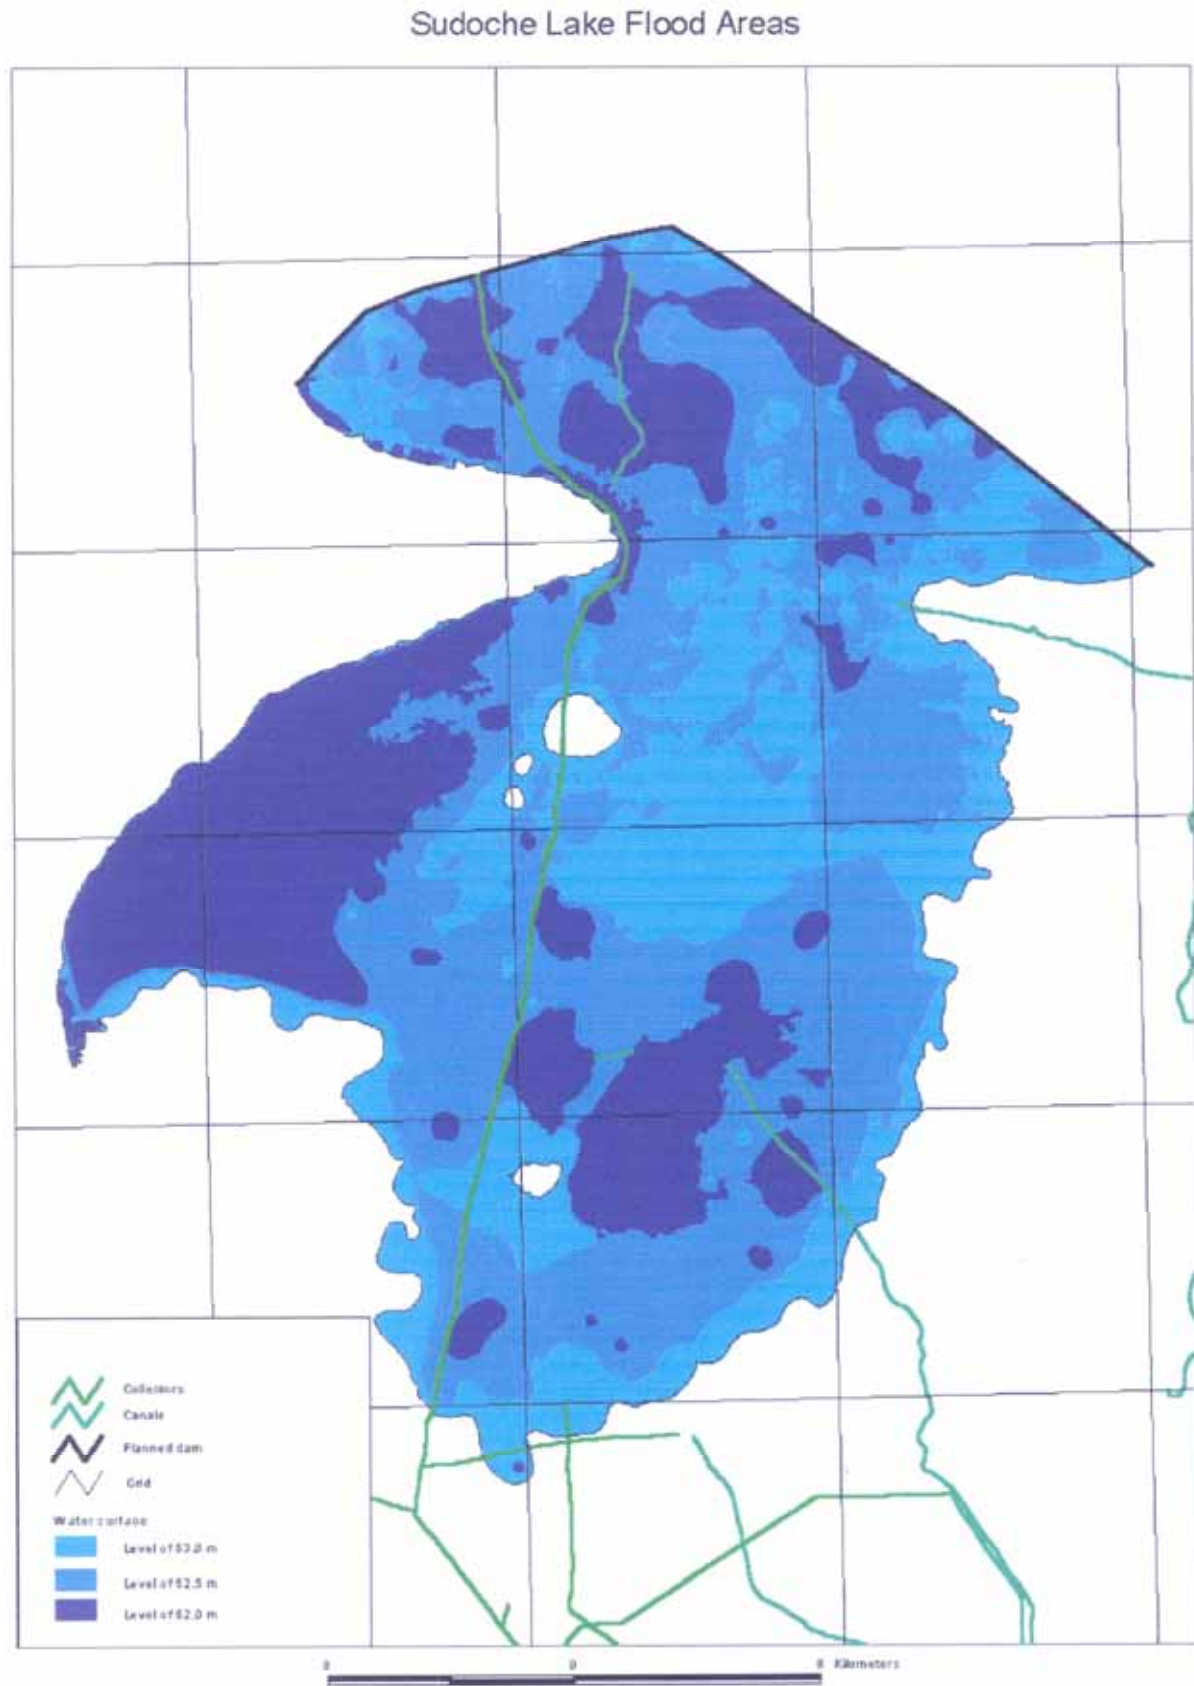 Sudoche Lake Flood Areas
Collectors
Canals
Planned dam
Grid
Water surface
Level of 53.0 m
Level of 52.5 m
Level of 52.0 m
Kilometers